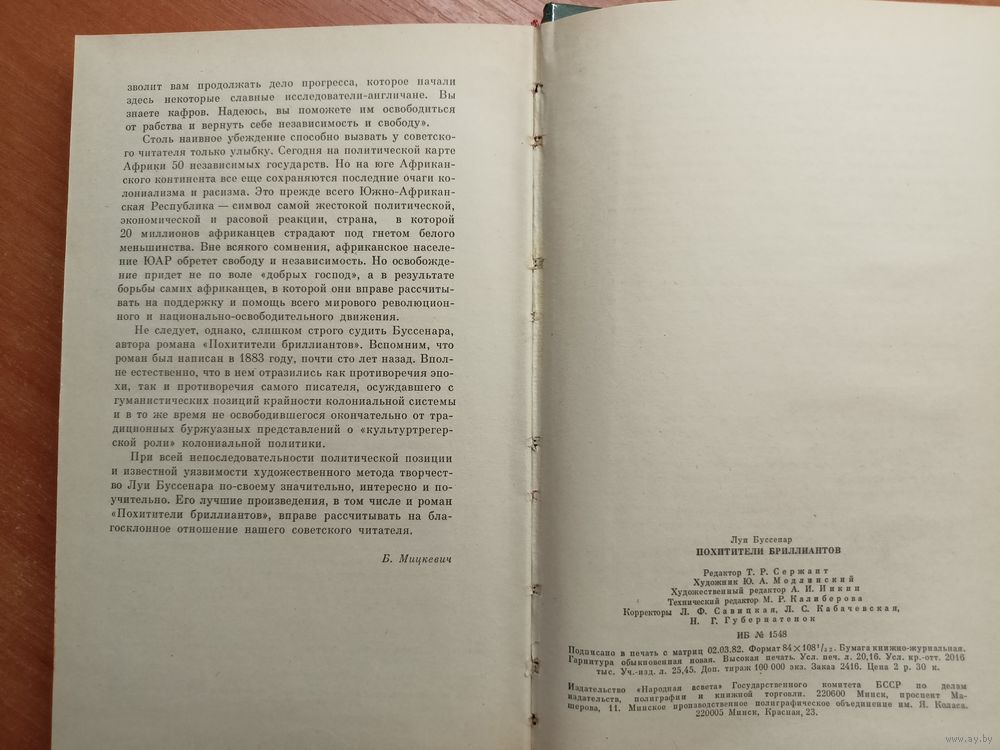 зволит вам продолжать дело прогресса, которое начали
здесь некоторые славные исследователи-англичане. Вы
знаете кафров. Надеюсь, вы поможете им освободиться
от рабства и вернуть себе независимость и свободу».
Столь наивное убеждение способно вызвать у советско-
го читателя только улыбку. Сегодня на политической карте
Африки 50 независимых государств. Но на юге Африкан-
ского континента все еще сохраняются последние очаги ко-
лониализма и расизма. Это прежде всего Южно-Африкан-
ская Республика — символ самой жестокой политической,
экономической и расовой реакции, страна, в которой
20 миллионов африканцев страдают под гнетом белого
меньшинства. Вне всякого сомнения, африканское населе-
ние ЮАР обретет свободу и независимость. Но освобожде-
ние придет не по воле «добрых господ», а в результате
борьбы самих африканцев, в которой они вправе рассчиты-
вать на поддержку и помощь всего мирового революцион-
ного и национально-освободительного движения.
Не следует, однако, слишком строго судить Буссенара,
автора романа «Похитители бриллиантов». Вспомним, что
роман был написан в 1883 году, почти сто лет назад. Впол-
не естественно, что в нем отразились как противоречия эпо-
хи, так и противоречия самого писателя, осуждавшего с
гуманистических позиций крайности колониальной системы
и в то же время не освободившегося окончательно от тра-
диционных буржуазных представлений о «культуртрегер-
ской роли» колониальной политики.
При всей непоследовательности политической позиции
и известной уязвимости художественного метода творчест-
во Луи Буссенара по-своему значительно, интересно и по-
учительно. Его лучшие произведения, в том числе и роман
«Похитители бриллиантов», вправе рассчитывать на бла-
госклонное отношение нашего советского читателя.
Б. Мицкевич
Луи Буссенар
ПОХИТИТЕЛИ БРИЛЛИАНТОВ
Редактор Т. Р. Сержант
Художник Ю. А. Модлинский
Художественный редактор А. И. Инкин
Технический редактор М. Р. Калиберова
Корректоры Л. Ф. Савицкая, Л. С. Кабачевская,
Н. Г. Губернатенок
ИБ № 1548
Подписано в печать с матриц 02.03.82. Формат 84×108 1/32. Бумага книжно-журнальная.
Гарнитура обыкновенная новая. Высокая печать. Усл. печ. л. 20,16. Усл. кр.-отт. 2016
тыс. Уч.-изд. л. 25,45. Доп. тираж 100 000 экз. Заказ 2416. Цена 2 р. 30 к.
Издательство «Народная асвета» Государственного комитета БССР по делам
издательств, полиграфии и книжной торговли. 220600 Минск, проспект Ма-
шерова, 11. Минское производственное полиграфическое объединение им. Я. Коласа.
220005 Минск, Красная, 23.
www.ay.by